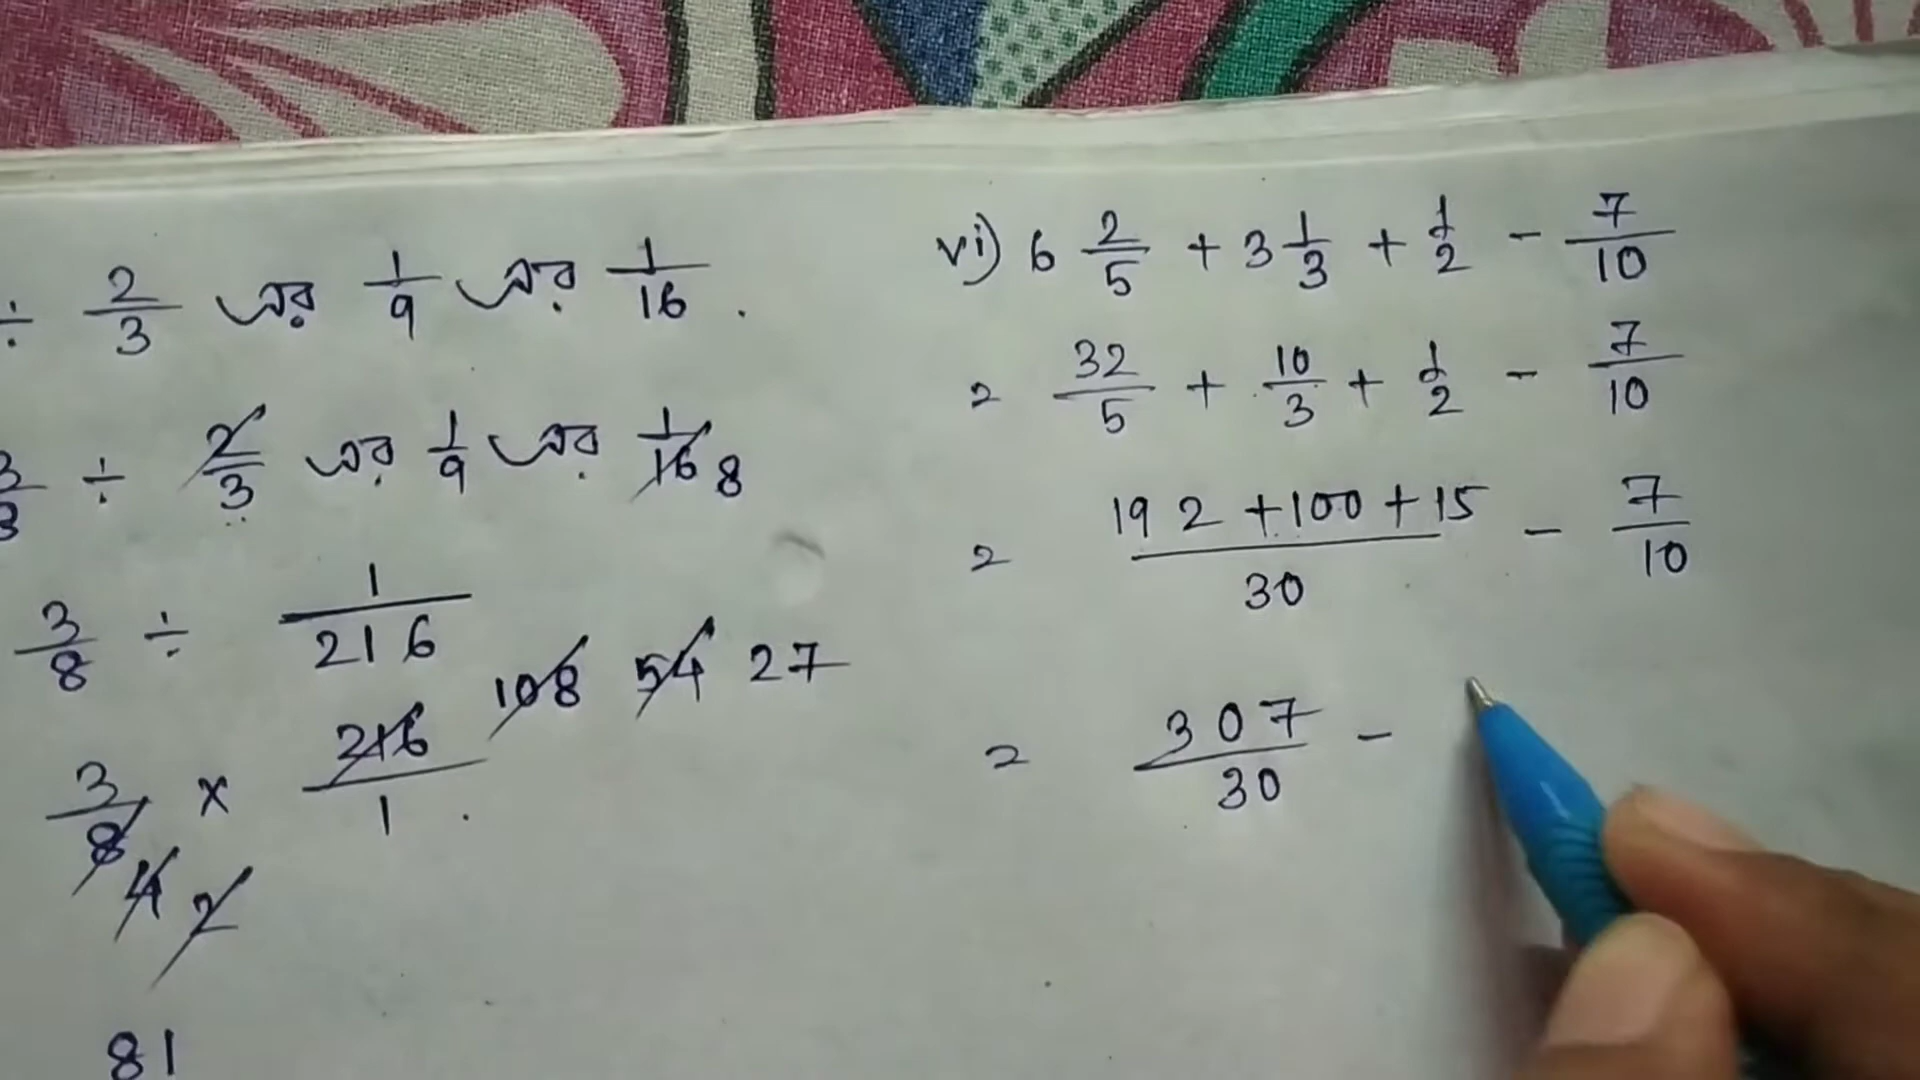 ÷ 2/3 এর 1/9 এর 1/16 .
3/3 ÷ 2/3 এর 1/9 এর 1/16 8
3/8 ÷ 1/216
108 54 27
3/8 × 216/1
4 2
81
vi) 6 2/5 + 3 1/3 + 1/2 - 7/10
= 32/5 + 10/3 + 1/2 - 7/10
= 192 + 100 + 15/30 - 7/10
= 307/30 -